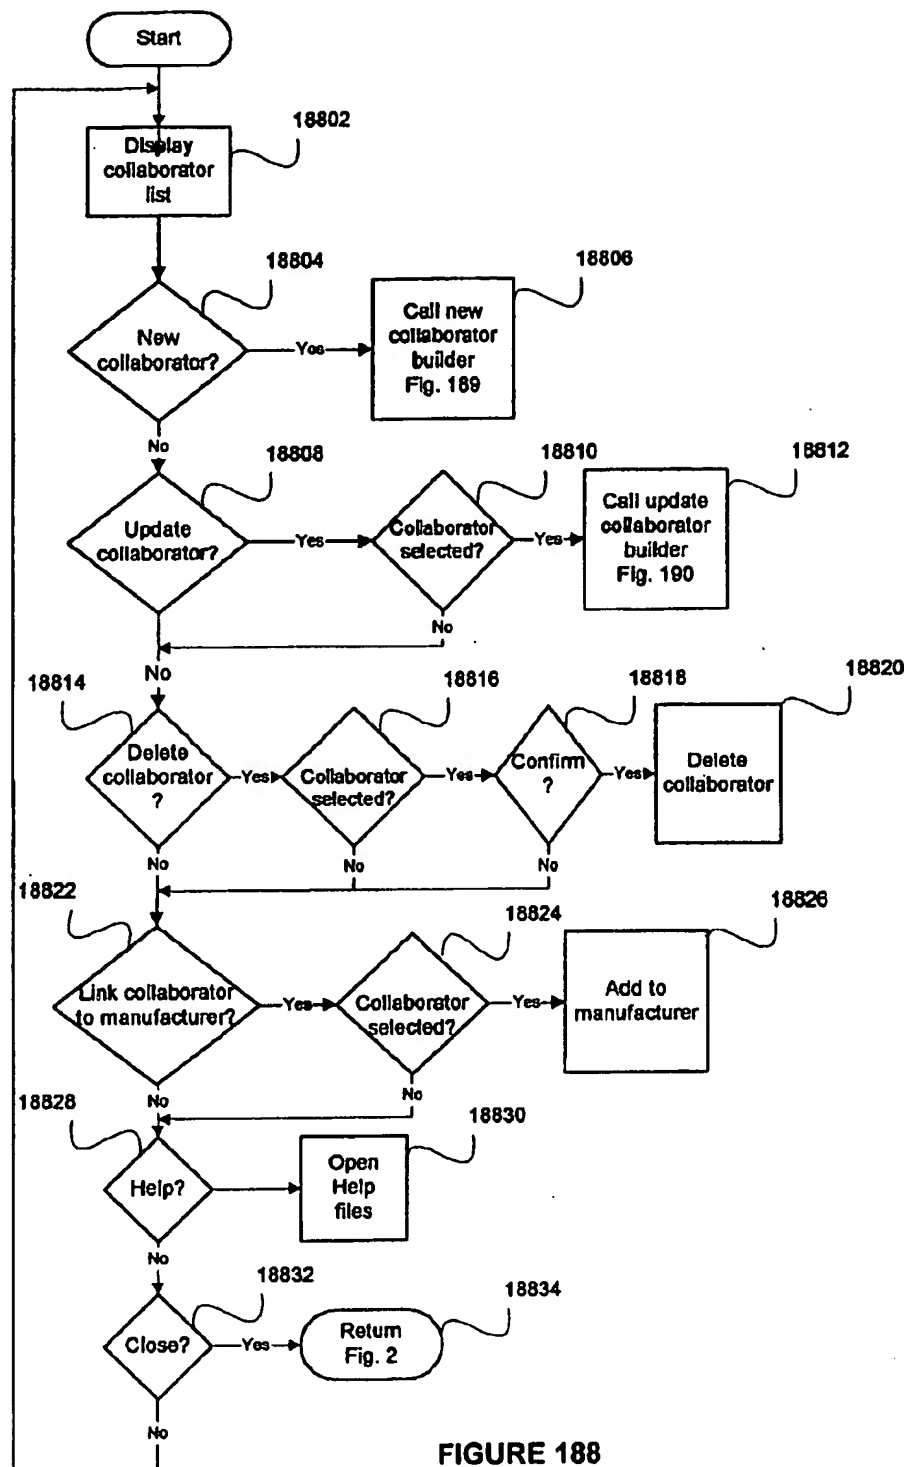 Start
18802
Display
collaborator
list
18804
18806
New
collaborator?
Yes
Call new
collaborator
builder
Fig. 189
No
18808
18810
18812
Update
collaborator?
Yes
Collaborator
selected?
Yes
Call update
collaborator
builder
Fig. 190
No
No
18814
18816
18818
18820
Delete
collaborator
?
Yes
Collaborator
selected?
Yes
Confirm
?
Yes
Delete
collaborator
No
No
No
18822
18824
18826
Link collaborator
to manufacturer?
Yes
Collaborator
selected?
Yes
Add to
manufacturer
No
No
18828
18830
Help?
Open
Help
files
No
18832
18834
Close?
Yes
Return
Fig. 2
No
FIGURE 188